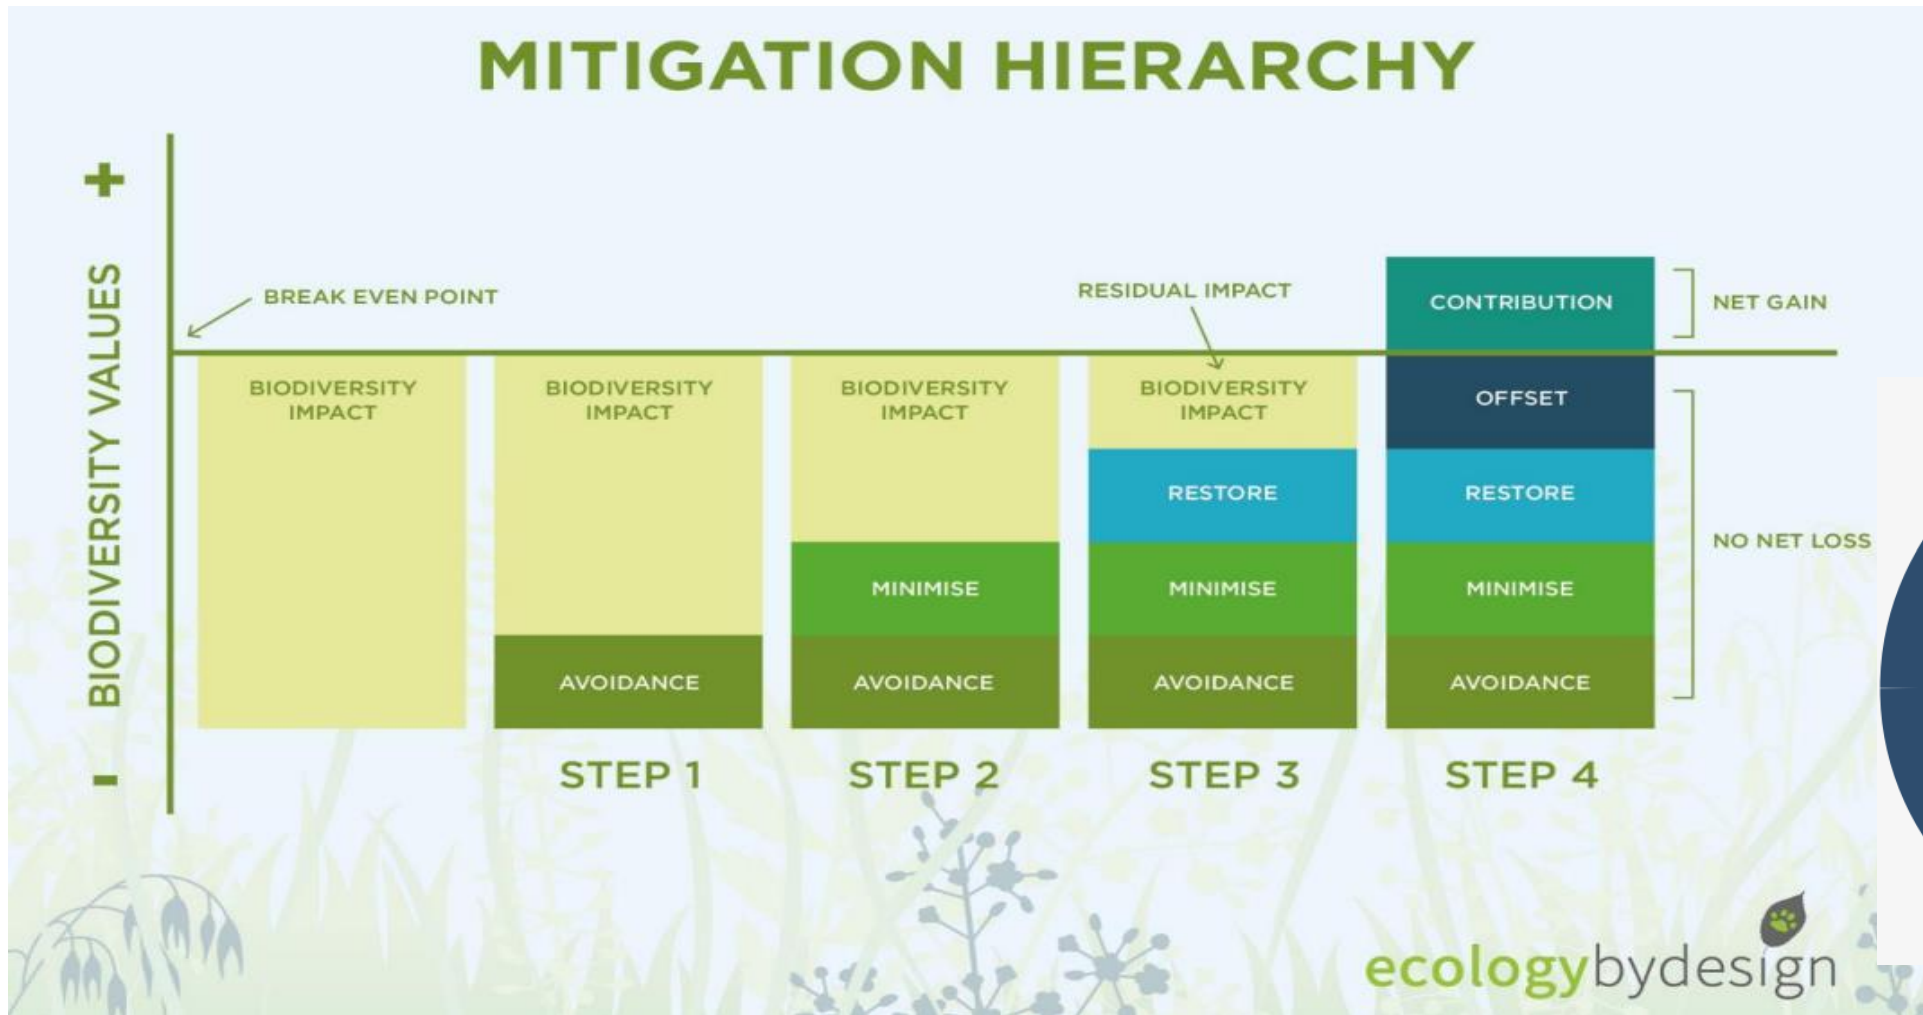 MITIGATION HIERARCHY
+
BIODIVERSITY VALUES
-
BREAK EVEN POINT
RESIDUAL IMPACT
CONTRIBUTION
NET GAIN
BIODIVERSITY
IMPACT
BIODIVERSITY
IMPACT
BIODIVERSITY
IMPACT
BIODIVERSITY
IMPACT
OFFSET
RESTORE
RESTORE
NO NET LOSS
MINIMISE
MINIMISE
MINIMISE
AVOIDANCE
AVOIDANCE
AVOIDANCE
AVOIDANCE
STEP 1
STEP 2
STEP 3
STEP 4
ecologybydesign